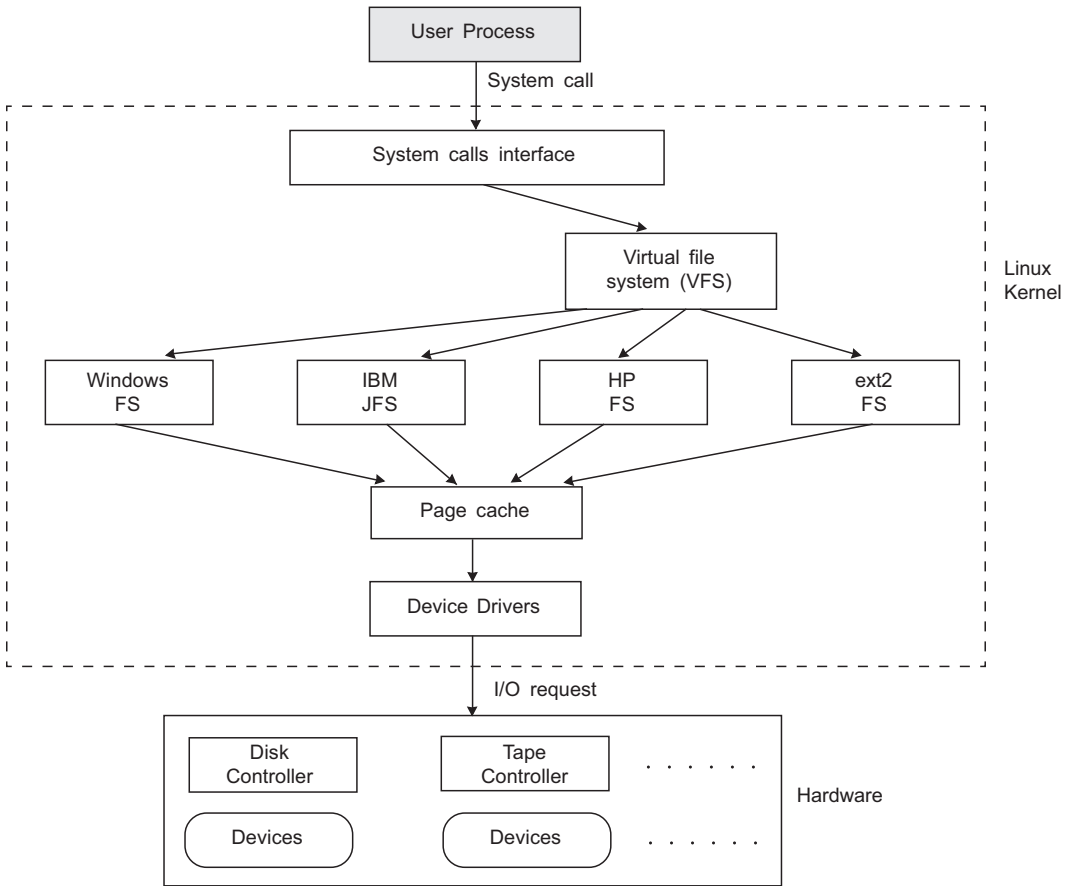 User Process
System call
System calls interface
Virtual file
system (VFS)
Linux
Kernel
Windows
FS
IBM
JFS
HP
FS
ext2
FS
Page cache
Device Drivers
I/O request
Disk
Controller
Tape
Controller
. . . . . .
Hardware
Devices
Devices
. . . . . .